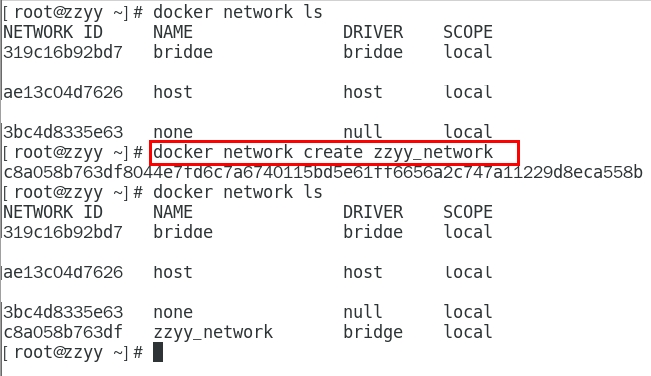 [ root@zzyy ~]# docker network ls
NETWORK ID NAME DRIVER SCOPE
319c16b92bd7 bridge bridge local
ae13c04d7626 host host local
3bc4d8335e63 none null local
[ root@zzyy ~]# docker network create zzyy_network
c8a058b763df8044e7fd6c7a6740115bd5e61ff6656a2c747a11229d8eca558b
[ root@zzyy ~]# docker network ls
NETWORK ID NAME DRIVER SCOPE
319c16b92bd7 bridge bridge local
ae13c04d7626 host host local
3bc4d8335e63 none null local
c8a058b763df zzyy_network bridge local
[ root@zzyy ~]#